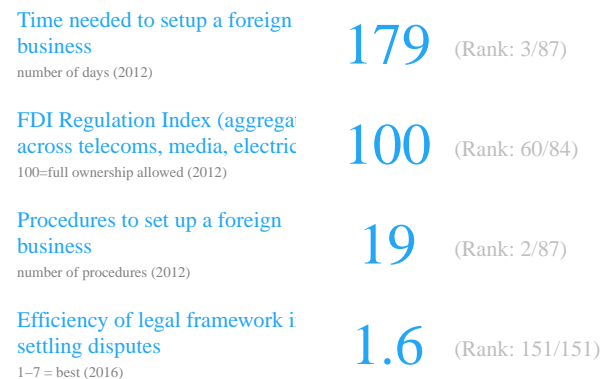 Time needed to setup a foreign
business
number of days (2012)
179
(Rank: 3/87)
FDI Regulation Index
across telecoms, media,
100=full ownership allowed (2012)
100
(Rank: 60/84)
Procedures to set up a foreign
business
number of procedures (2012)
19
(Rank: 2/87)
Efficiency of legal framework
settling disputes
1–7 = best (2016)
1.6
(Rank: 151/151)